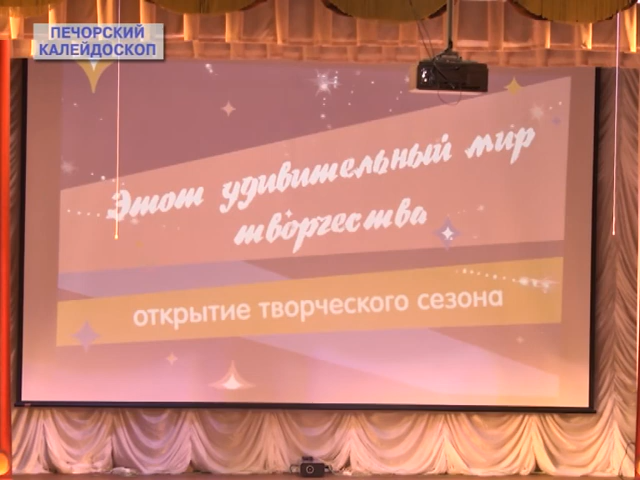 ПЕЧОРСКИЙ
КАЛЕЙДОСКОП
Этот удивительный мир
творчества
открытие творческого сезона